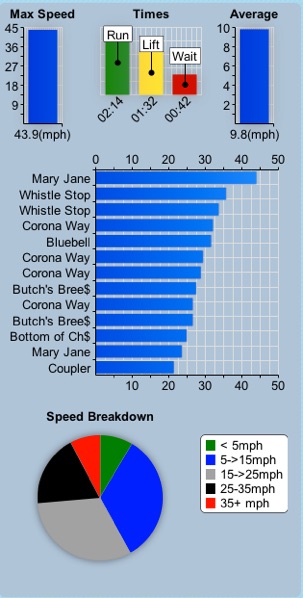 Max Speed
45
36
27
18
9
43.9(mph)
Times
Run
Lift
Wait
02:14
01:32
00:42
Average
10
8
6
4
2
9.8(mph)
0 10 20 30 40 50
Mary Jane
Whistle Stop
Whistle Stop
Corona Way
Bluebell
Corona Way
Corona Way
Butch's Bree$
Corona Way
Butch's Bree$
Bottom of Ch$
Mary Jane
Coupler
10 20 30 40 50
Speed Breakdown
< 5mph
5->15mph
15->25mph
25-35mph
35+ mph